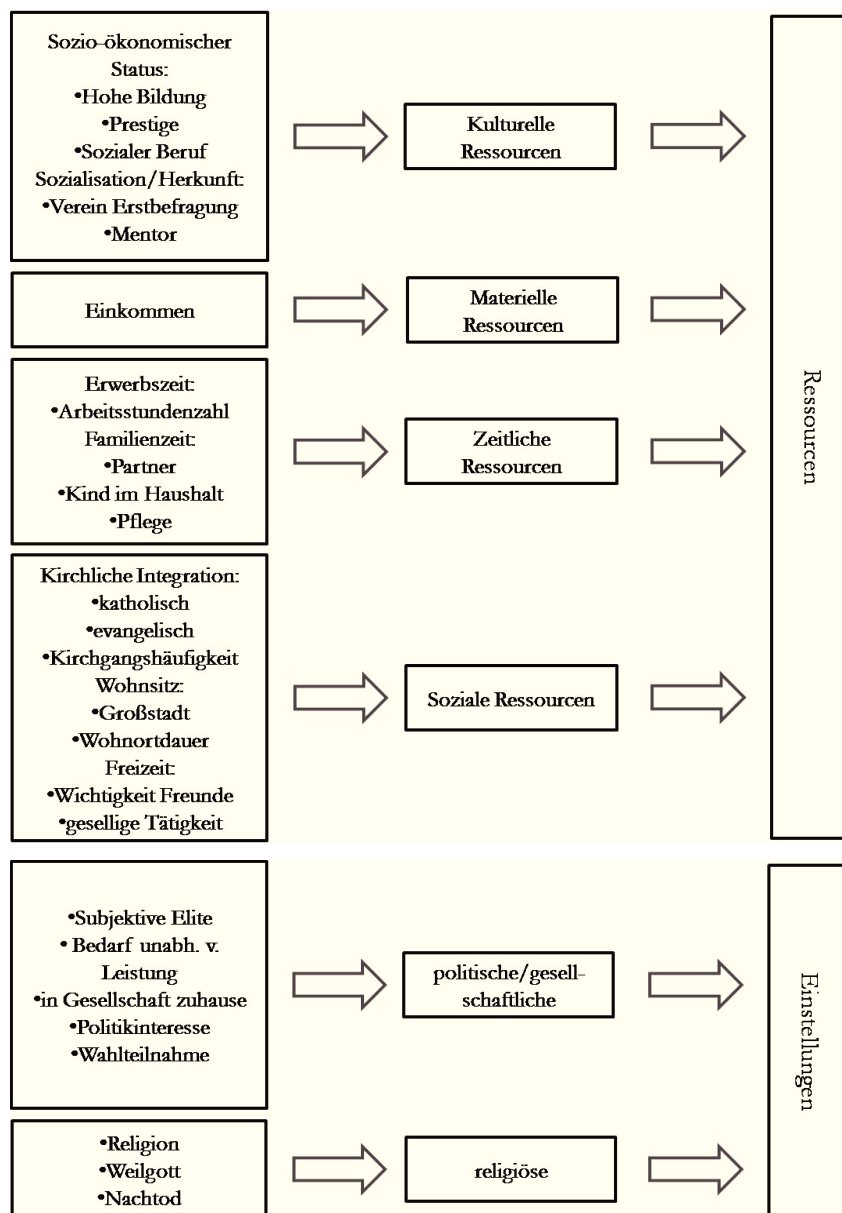 Sozio-ökonomischer
Status:
•Hohe Bildung
•Prestige
•Sozialer Beruf
Sozialisation/Herkunft:
•Verein Erstbefragung
•Mentor
Kulturelle
Ressourcen
Einkommen
Materielle
Ressourcen
Erwerbszeit:
•Arbeitsstundenzahl
Familienzeit:
•Partner
•Kind im Haushalt
•Pflege
Zeitliche
Ressourcen
Kirchliche Integration:
•katholisch
•evangelisch
•Kirchgangshäufigkeit
Wohnsitz:
•Großstadt
•Wohnortdauer
Freizeit:
•Wichtigkeit Freunde
•gesellige Tätigkeit
Soziale Ressourcen
Ressourcen
•Subjektive Elite
• Bedarf unabh. v.
Leistung
•in Gesellschaft zuhause
•Politikinteresse
•Wahlteilnahme
politische/gesell-
schaftliche
•Religion
•Weilgott
•Nachtod
religiöse
Einstellungen